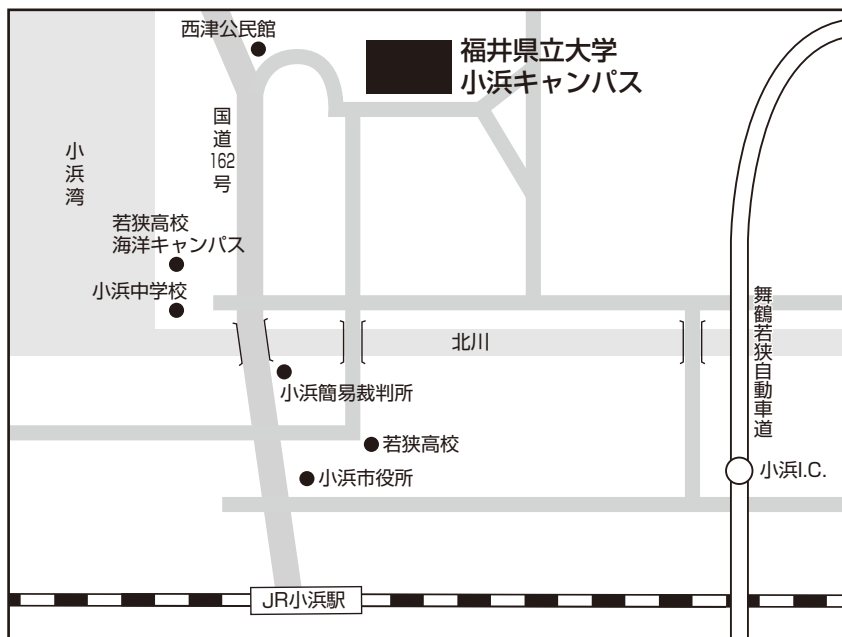 西津公民館
福井県立大学
小浜キャンパス
国道162号
小浜湾
若狭高校
海洋キャンパス
小浜中学校
舞鶴若狭自動車道
北川
小浜簡易裁判所
若狭高校
小浜市役所
小浜I.C.
JR小浜駅